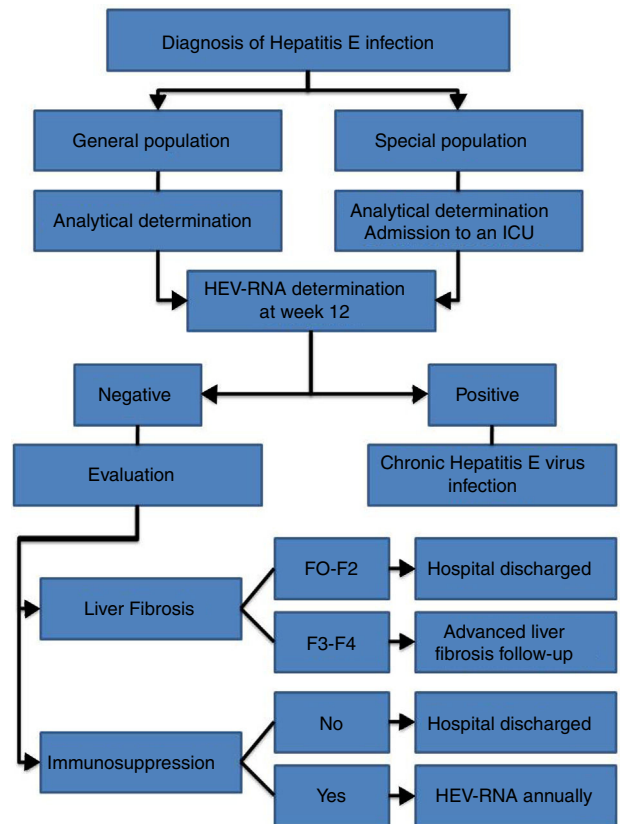 Diagnosis of Hepatitis E infection
General population
Special population
Analytical determination
Analytical determination
Admission to an ICU
HEV-RNA determination
at week 12
Negative
Positive
Evaluation
Chronic Hepatitis E virus
infection
Liver Fibrosis
FO-F2
Hospital discharged
F3-F4
Advanced liver
fibrosis follow-up
Immunosuppression
No
Hospital discharged
Yes
HEV-RNA annually